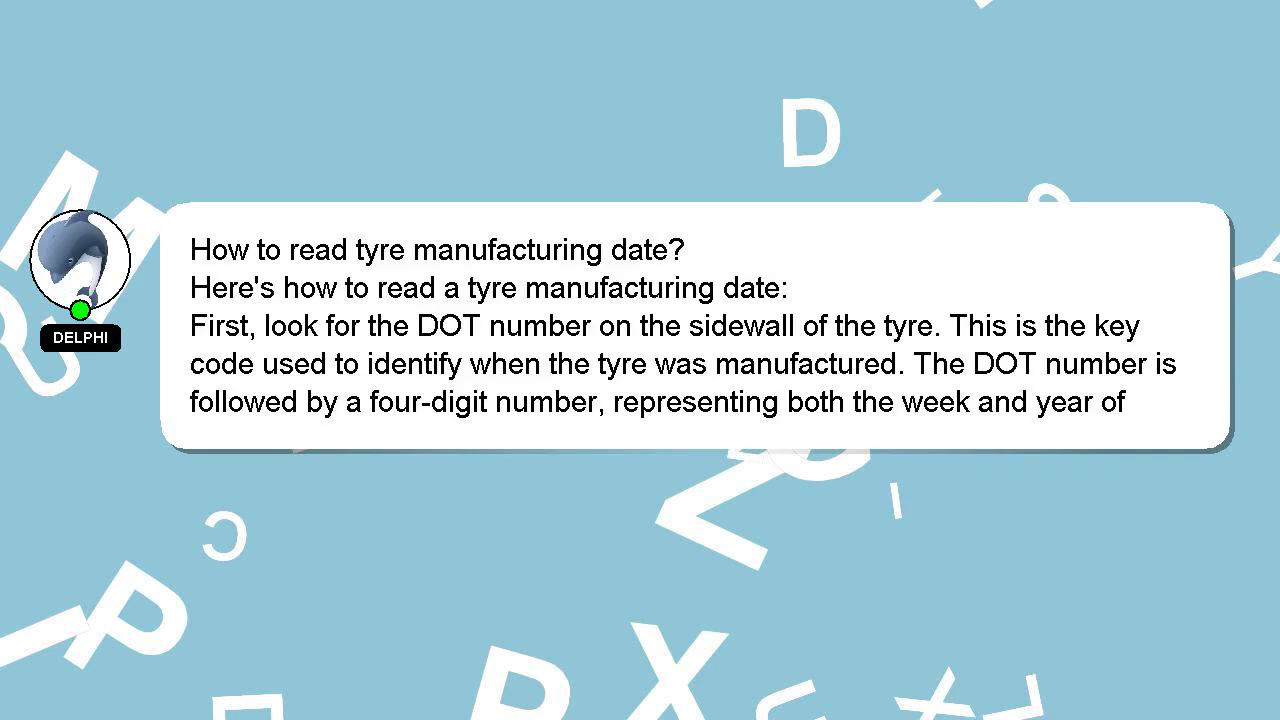 How to read tyre manufacturing date?
Here's how to read a tyre manufacturing date:
First, look for the DOT number on the sidewall of the tyre. This is the key
code used to identify when the tyre was manufactured. The DOT number is
followed by a four-digit number, representing both the week and year of
DELPHI